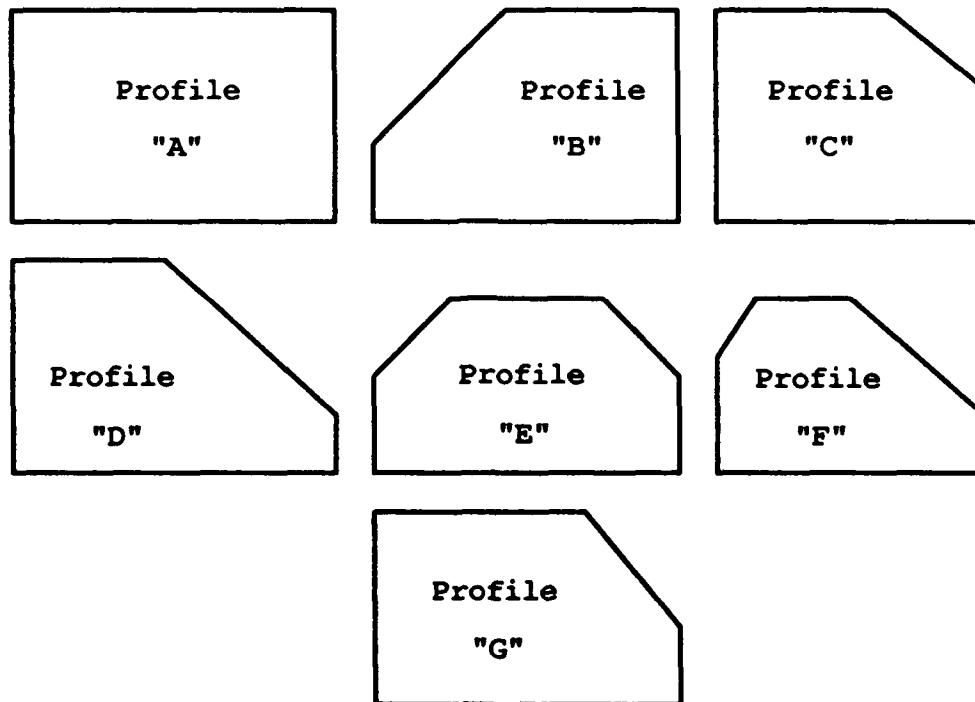 Profile
"A"
Profile
"B"
Profile
"C"
Profile
"D"
Profile
"E"
Profile
"F"
Profile
"G"